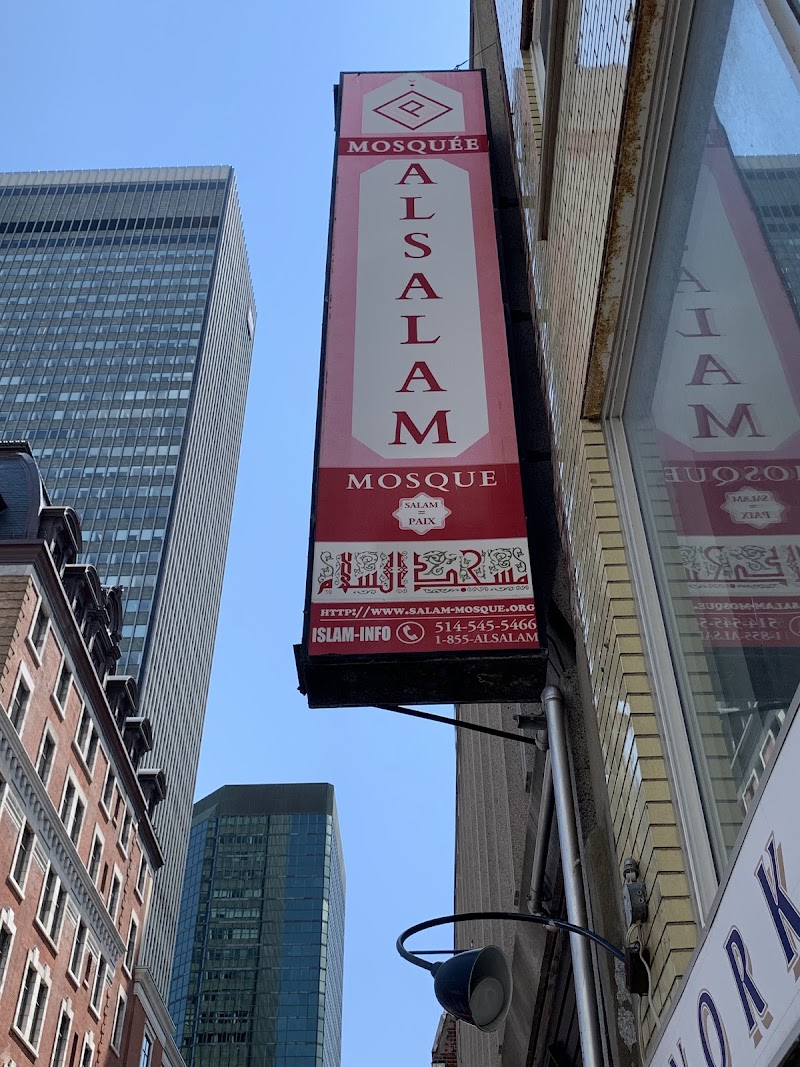 P
MOSQUÉE
ALSALAM
MOSQUE
SALAM
=
PAIX
مسجد السلام
HTTP://WWW.SALAM-MOSQUE.ORG
ISLAM-INFO 514-545-5466
1-855-ALSALAM
YORK